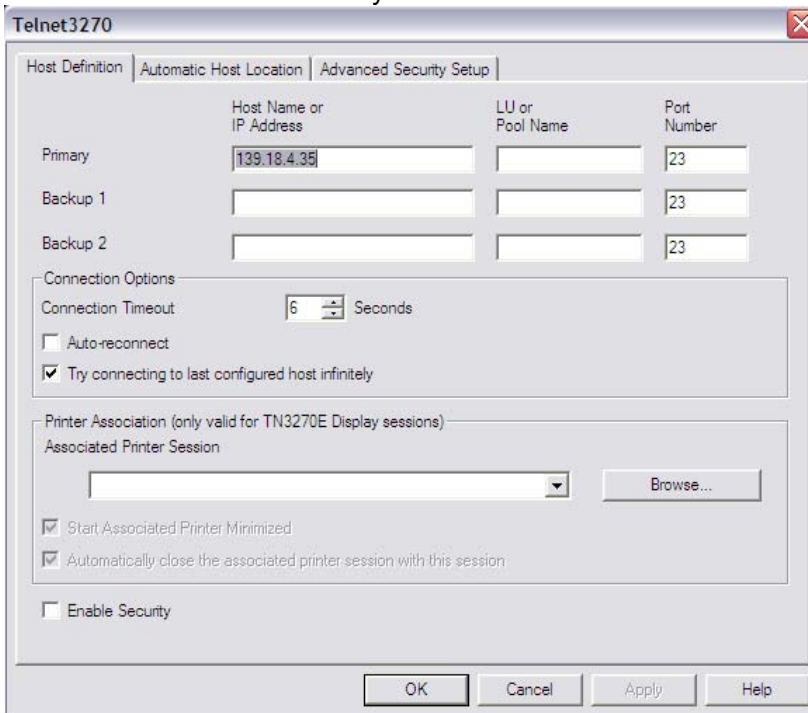 Telnet3270
Host Definition Automatic Host Location Advanced Security Setup
Host Name or IP Address LU or Pool Name Port Number
Primary 139.18.4.35 23
Backup 1 23
Backup 2 23
Connection Options
Connection Timeout 6 Seconds
Auto-reconnect
Try connecting to last configured host infinitely
Printer Association (only valid for TN3270E Display sessions)
Associated Printer Session
Browse...
Start Associated Printer Minimized
Automatically close the associated printer session with this session
Enable Security
OK Cancel Apply Help